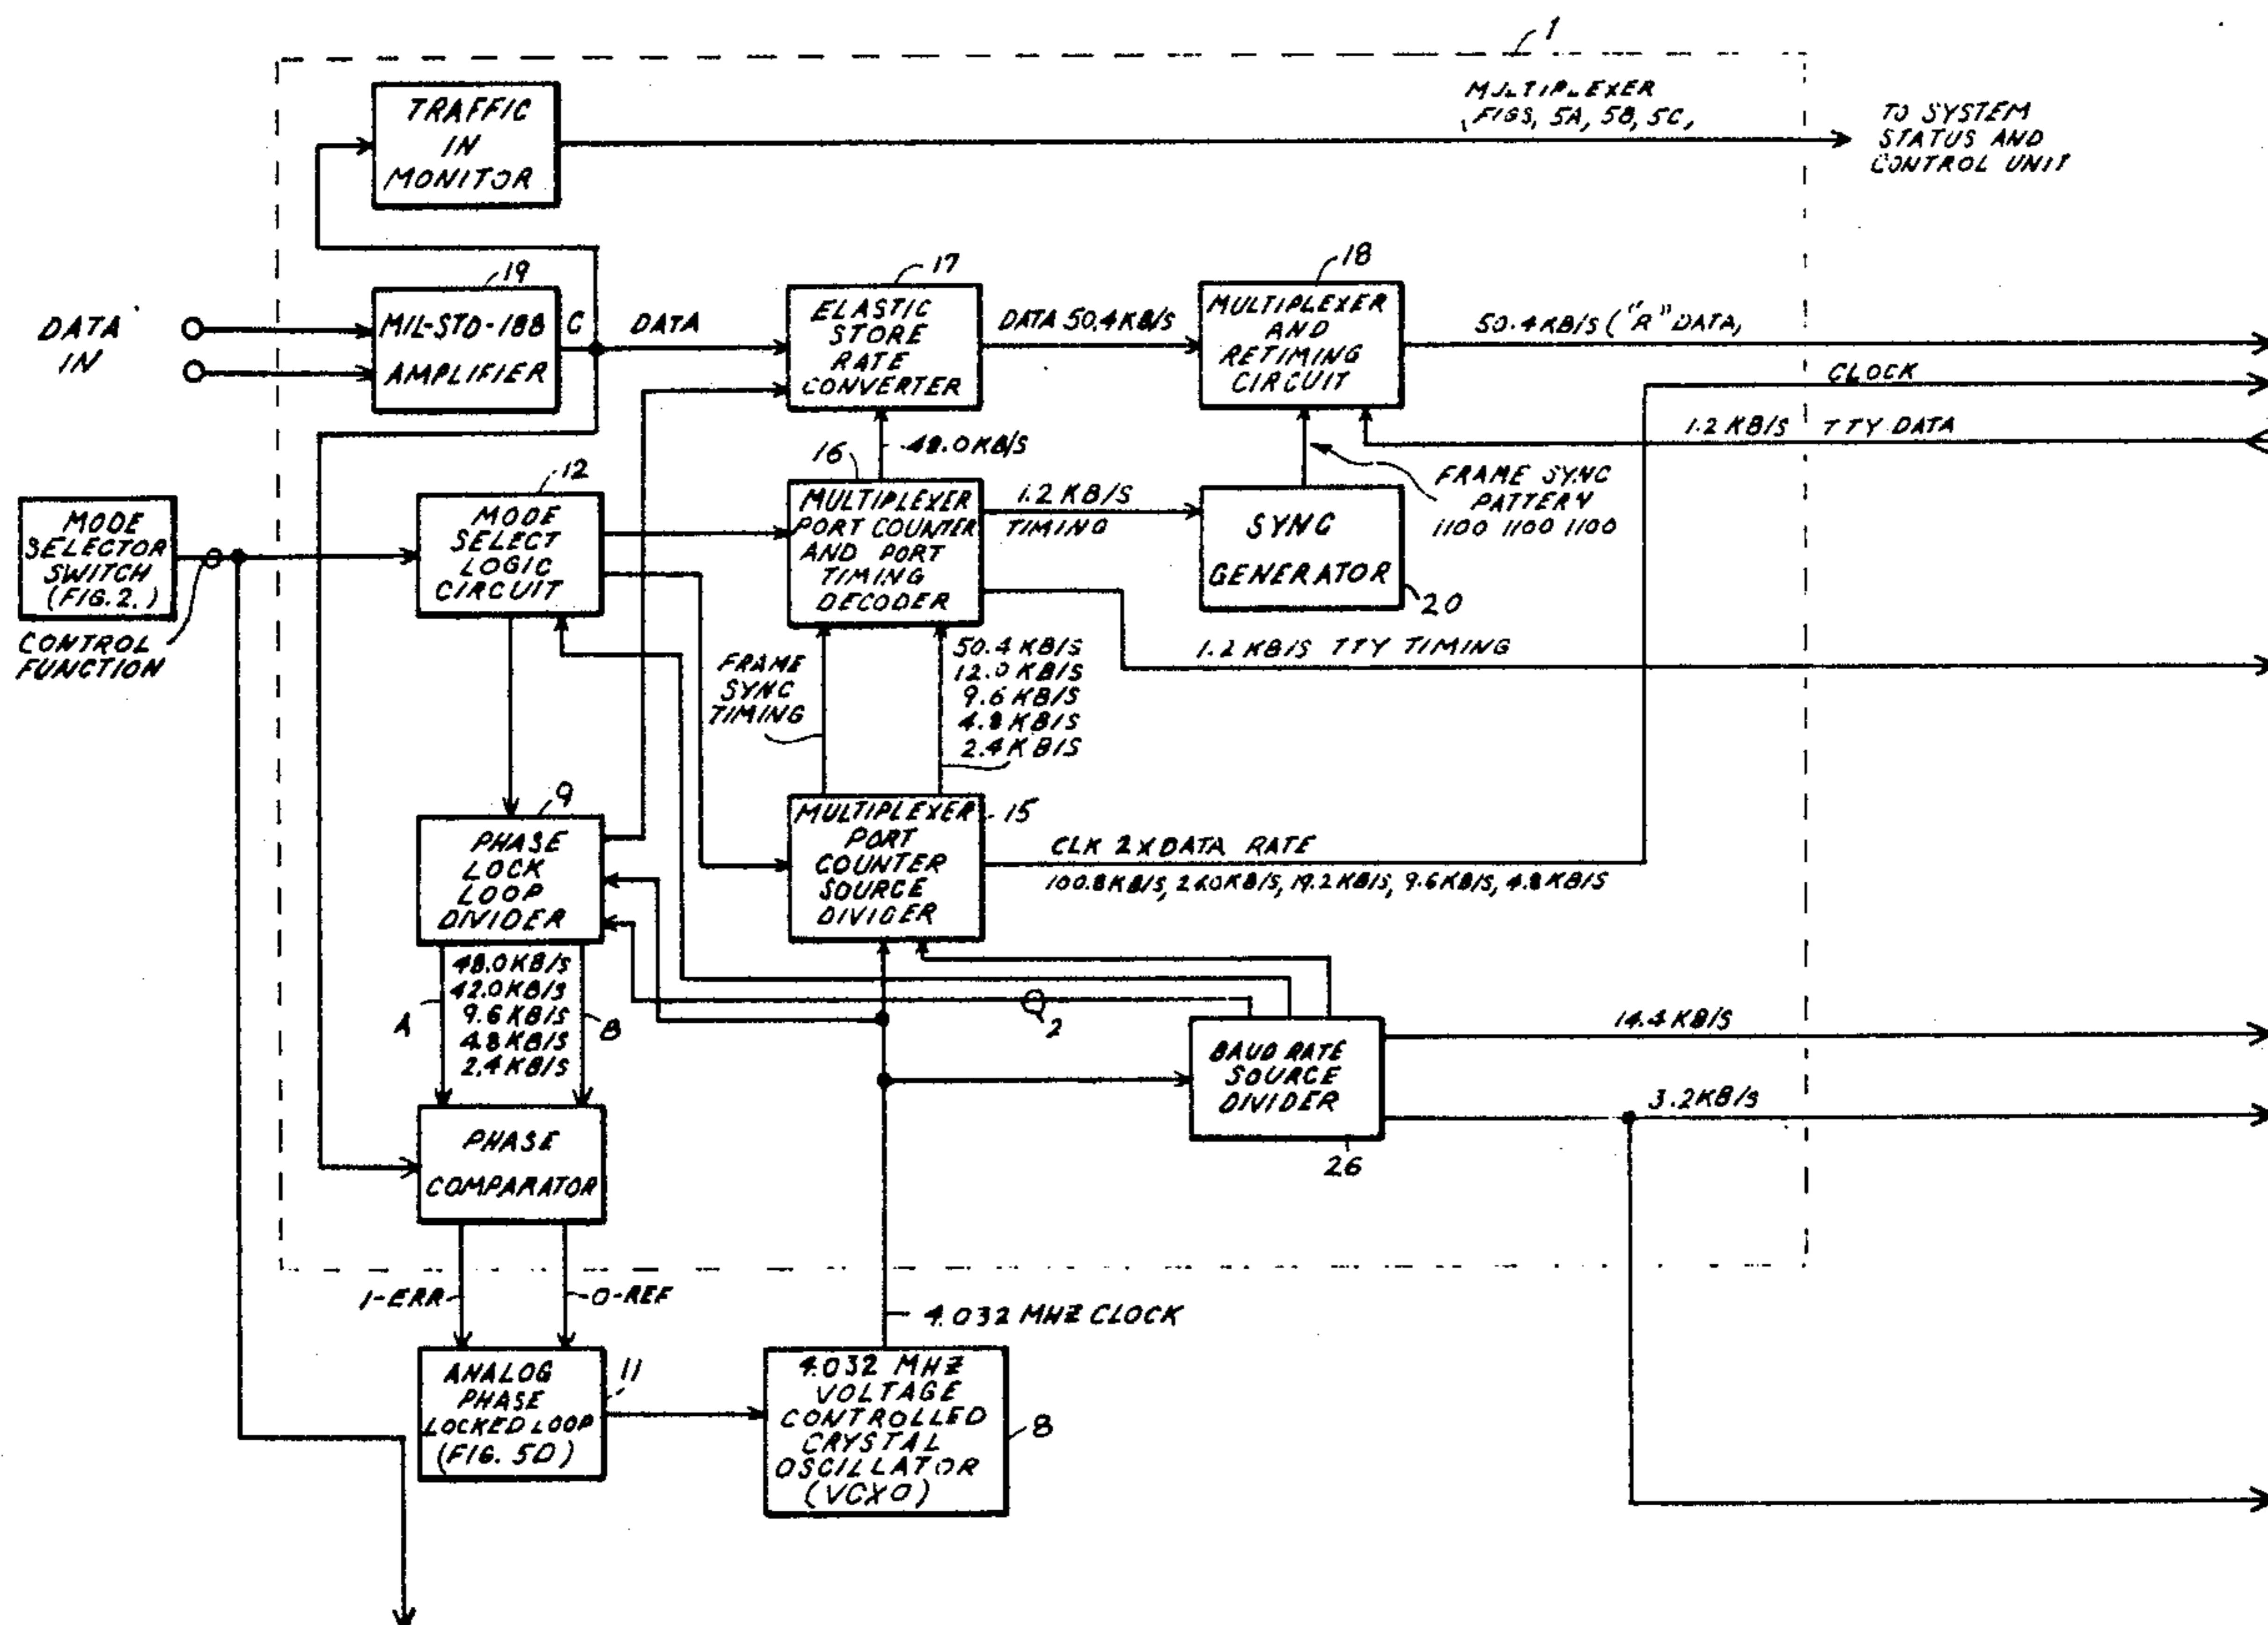 1
TRAFFIC
IN
MONITOR
MULTIPLEXER
FIGS, 5A, 5B, 5C,
TO SYSTEM
STATUS AND
CONTROL UNIT
DATA
IN
19
MIL-STD-188
AMPLIFIER
C
DATA
17
ELASTIC
STORE
RATE
CONVERTER
DATA 50.4KB/S
18
MULTIPLEXER
AND
RETIMING
CIRCUIT
50.4KB/S ("R" DATA,
CLOCK
1.2 KB/S TTY DATA
48.0KB/S
MODE
SELECTOR
SWITCH
(FIG.2.)
CONTROL
FUNCTION
12
MODE
SELECT
LOGIC
CIRCUIT
16
MULTIPLEXER
PORT COUNTER
AND PORT
TIMING
DECODER
1.2 KB/S
TIMING
SYNC
GENERATOR
20
FRAME SYNC
PATTERN
1100 1100 1100
1.2 KB/S TTY TIMING
FRAME
SYNC
TIMING
50.4 KB/S
12.0 KB/S
9.6 KB/S
4.8 KB/S
2.4 KB/S
9
PHASE
LOCK
LOOP
DIVIDER
MULTIPLEXER
PORT
COUNTER
SOURCE
DIVIDER
15
CLK 2X DATA RATE
100.8KB/S, 24.0KB/S, 19.2KB/S, 9.6KB/S, 4.8KB/S
A
48.0KB/S
42.0KB/S
9.6KB/S
4.8KB/S
2.4KB/S
B
2
BAUD RATE
SOURCE
DIVIDER
26
14.4KB/S
3.2KB/S
PHASE
COMPARATOR
1-ERR
0-REF
4.032 MHZ CLOCK
ANALOG
PHASE
LOCKED LOOP
(FIG. 5D)
11
4.032 MHZ
VOLTAGE
CONTROLLED
CRYSTAL
OSCILLATOR
(VCXO)
8